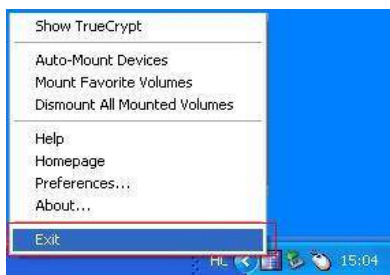 Show TrueCrypt
Auto-Mount Devices
Mount Favorite Volumes
Dismount All Mounted Volumes
Help
Homepage
Preferences...
About...
Exit
15:04